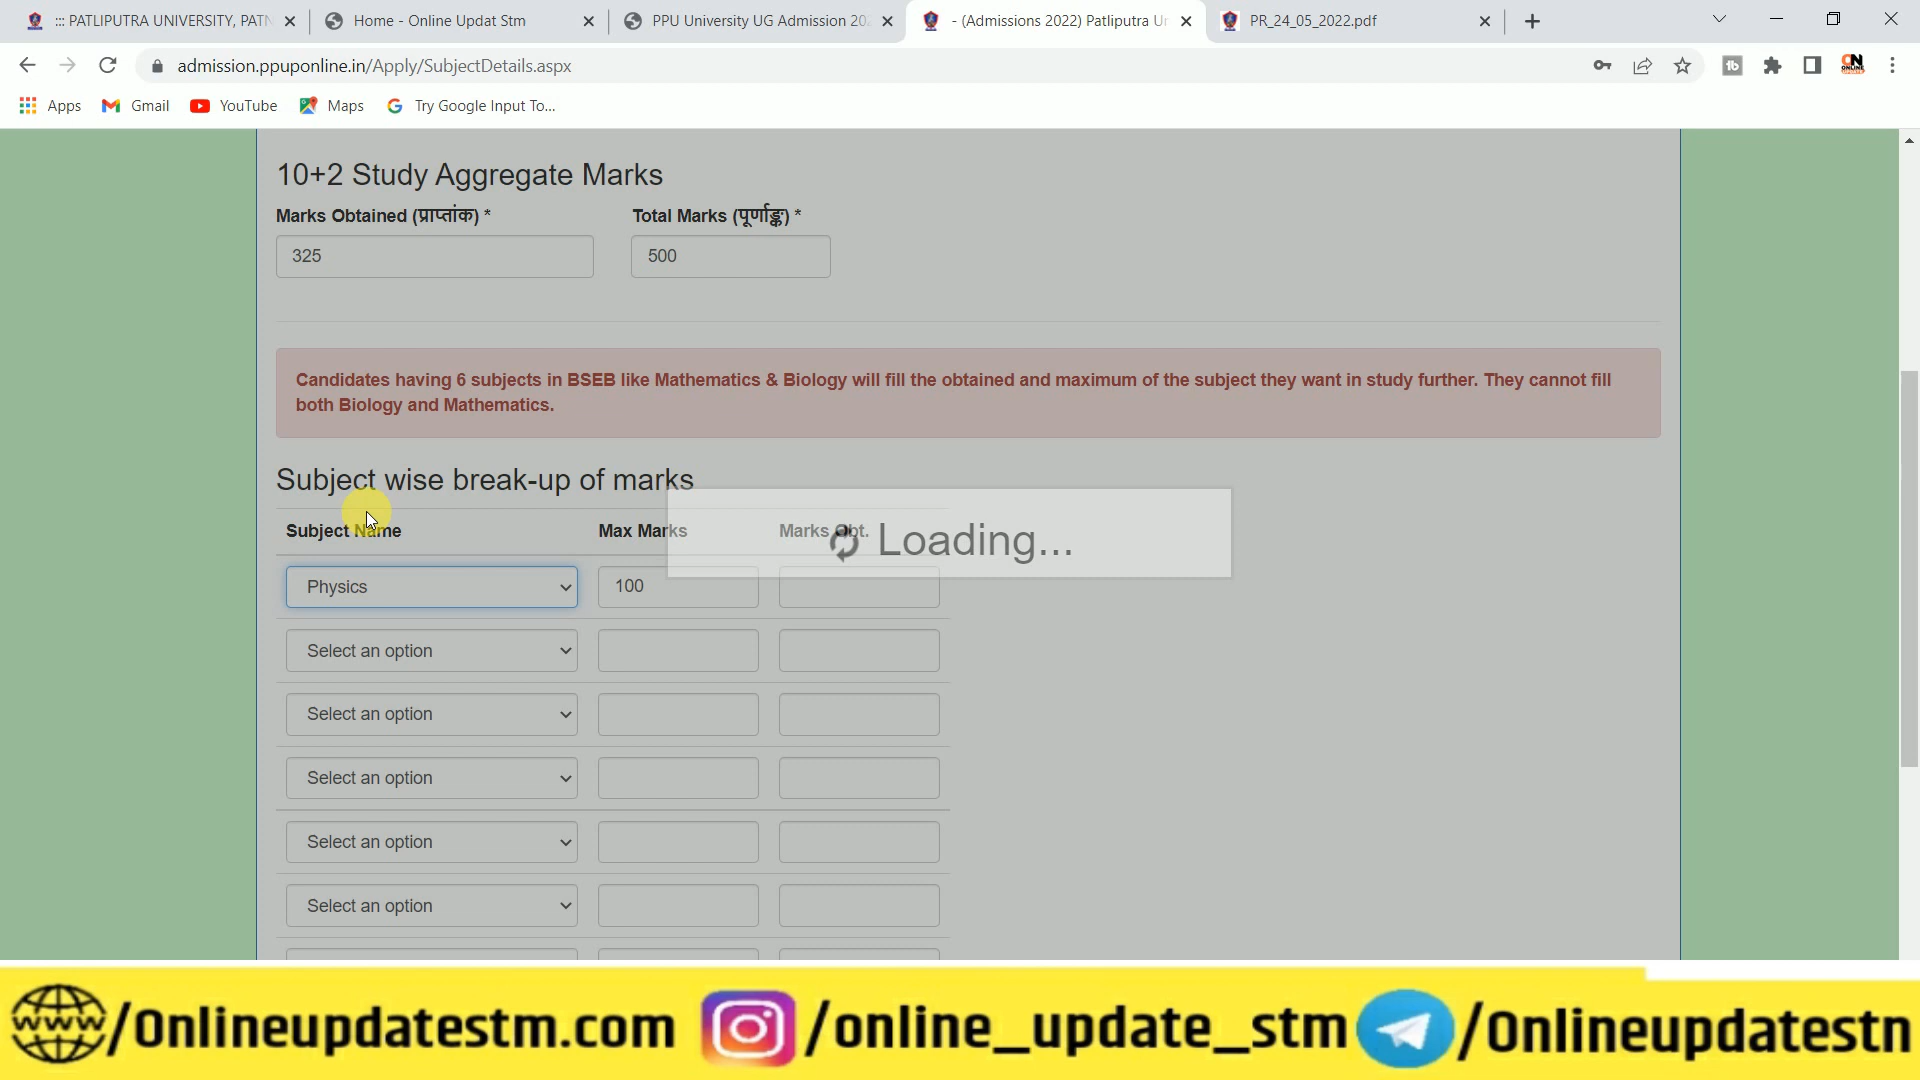 ::: PATLIPUTRA UNIVERSITY, PATN
Home - Online Updat Stm
PPU University UG Admission 202
- (Admissions 2022) Patliputra Un
PR_24_05_2022.pdf
admission.ppuponline.in/Apply/SubjectDetails.aspx
Apps
Gmail
YouTube
Maps
Try Google Input To...
10+2 Study Aggregate Marks
Marks Obtained (प्राप्तांक) *
Total Marks (पूर्णाङ्क) *
325
500
Candidates having 6 subjects in BSEB like Mathematics & Biology will fill the obtained and maximum of the subject they want in study further. They cannot fill
both Biology and Mathematics.
Subject wise break-up of marks
Subject Name
Max Marks
Marks Obt.
Loading...
Physics
100
Select an option
Select an option
Select an option
Select an option
Select an option
www/Onlineupdatestm.com
/online_update_stm
/Onlineupdatestn